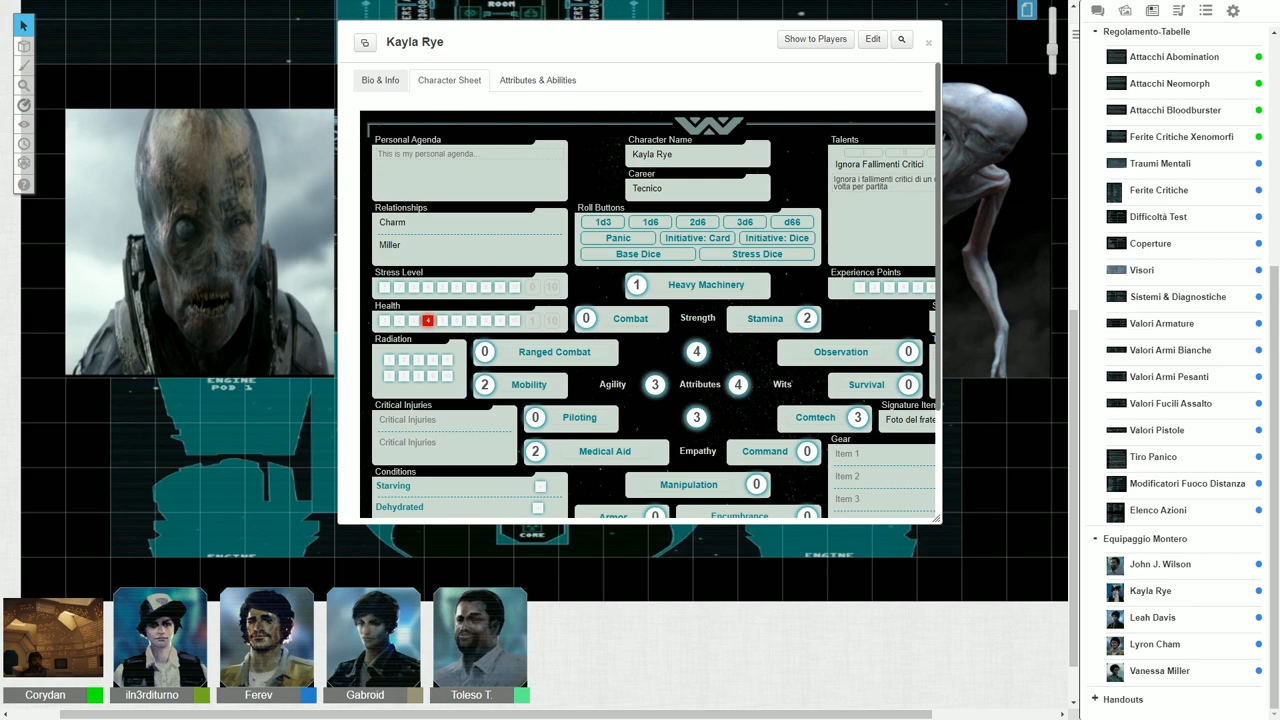 Kayla Rye
Show to Players
Edit
Bio & Info
Character Sheet
Attributes & Abilities
Personal Agenda
This is my personal agenda...
Character Name
Kayla Rye
Career
Tecnico
Talents
Ignora Fallimenti Critici
Ignora i fallimenti critici di un
volta per partita
Relationships
Charm
Miller
Roll Buttons
1d3
1d6
2d6
3d6
d66
Panic
Initiative: Card
Initiative: Dice
Base Dice
Stress Dice
Stress Level
0
10
1
Heavy Machinery
Experience Points
Health
4
1
10
0
Combat
Strength
Stamina
2
Radiation
0
Ranged Combat
4
Observation
0
2
Mobility
Agility
3
Attributes
4
Wits
Survival
0
Critical Injuries
Critical Injuries
Critical Injuries
0
Piloting
3
Comtech
3
Signature Item
Foto del frate
2
Medical Aid
Empathy
Command
0
Gear
Item 1
Item 2
Item 3
Conditions
Starving
Dehydrated
Manipulation
0
Armor
0
Encumbrance
0
ROOM
ENGINE
POD 1
CORE
ENGINE
Corydan
iln3rditurno
Ferev
Gabroid
Toleso T.
Regolamento-Tabelle
Attacchi Abomination
Attacchi Neomorph
Attacchi Bloodburster
Ferite Critiche Xenomorfi
Traumi Mentali
Ferite Critiche
Difficoltà Test
Coperture
Visori
Sistemi & Diagnostiche
Valori Armature
Valori Armi Bianche
Valori Armi Pesanti
Valori Fucili Assalto
Valori Pistole
Tiro Panico
Modificatori Fuoco Distanza
Elenco Azioni
Equipaggio Montero
John J. Wilson
Kayla Rye
Leah Davis
Lyron Cham
Vanessa Miller
Handouts